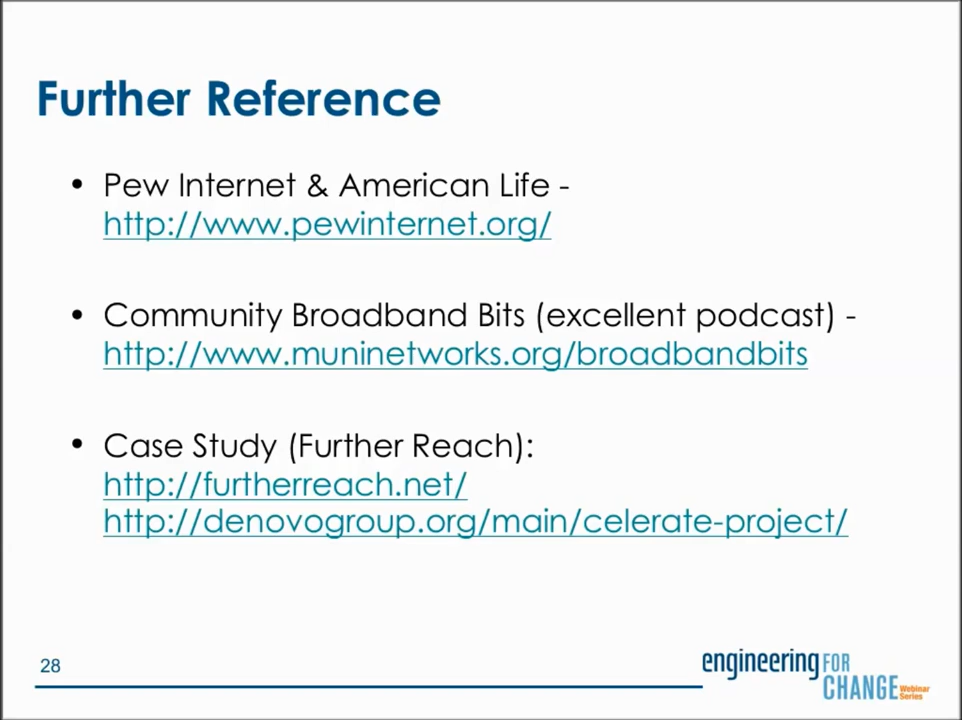 Further Reference
• Pew Internet & American Life -
http://www.pewinternet.org/
• Community Broadband Bits (excellent podcast) -
http://www.muninetworks.org/broadbandbits
• Case Study (Further Reach):
http://furtherreach.net/
http://denovogroup.org/main/celerate-project/
28
engineering FOR
CHANGE Webinar
Series